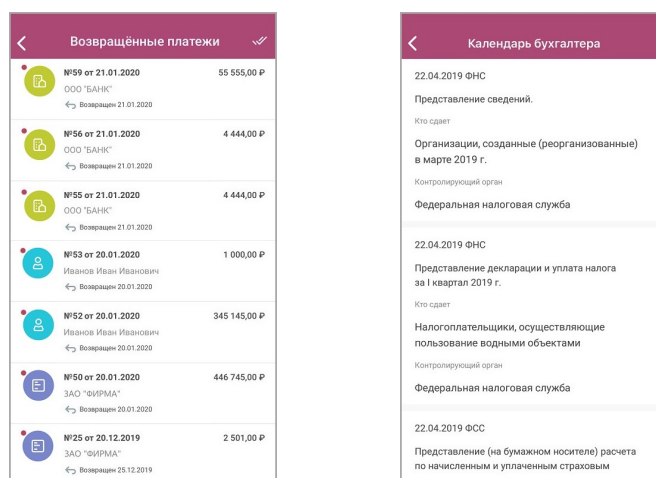 Возвращённые платежи
№59 от 21.01.2020 55 555,00 ₽
ООО "БАНК"
Возвращен 21.01.2020
№56 от 21.01.2020 4 444,00 ₽
ООО "БАНК"
Возвращен 21.01.2020
№55 от 21.01.2020 4 444,00 ₽
ООО "БАНК"
Возвращен 21.01.2020
№53 от 20.01.2020 1 000,00 ₽
Иванов Иван Иванович
Возвращен 20.01.2020
№52 от 20.01.2020 345 145,00 ₽
Иванов Иван Иванович
Возвращен 20.01.2020
№50 от 20.01.2020 446 745,00 ₽
ЗАО "ФИРМА"
Возвращен 20.01.2020
№25 от 20.12.2019 2 501,00 ₽
ЗАО "ФИРМА"
Возвращен 25.12.2019
Календарь бухгалтера
22.04.2019 ФНС
Представление сведений.
Кто сдает
Организации, созданные (реорганизованные)
в марте 2019 г.
Контролирующий орган
Федеральная налоговая служба
22.04.2019 ФНС
Представление декларации и уплата налога
за I квартал 2019 г.
Кто сдает
Налогоплательщики, осуществляющие
пользование водными объектами
Контролирующий орган
Федеральная налоговая служба
22.04.2019 ФСС
Представление (на бумажном носителе) расчета
по начисленным и уплаченным страховым